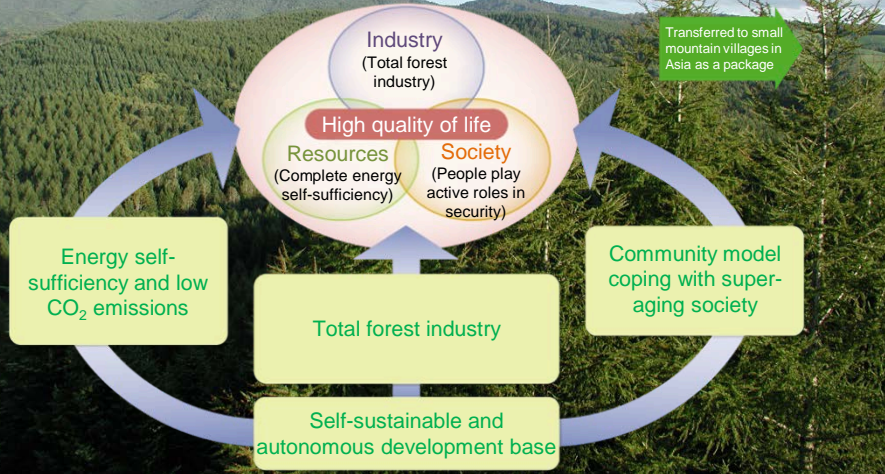 Industry
(Total forest
industry)
High quality of life
Resources
(Complete energy
self-sufficiency)
Society
(People play
active roles in
security)
Transferred to small
mountain villages in
Asia as a package
Energy self-
sufficiency and low
CO₂ emissions
Total forest industry
Community model
coping with super-
aging society
Self-sustainable and
autonomous development base